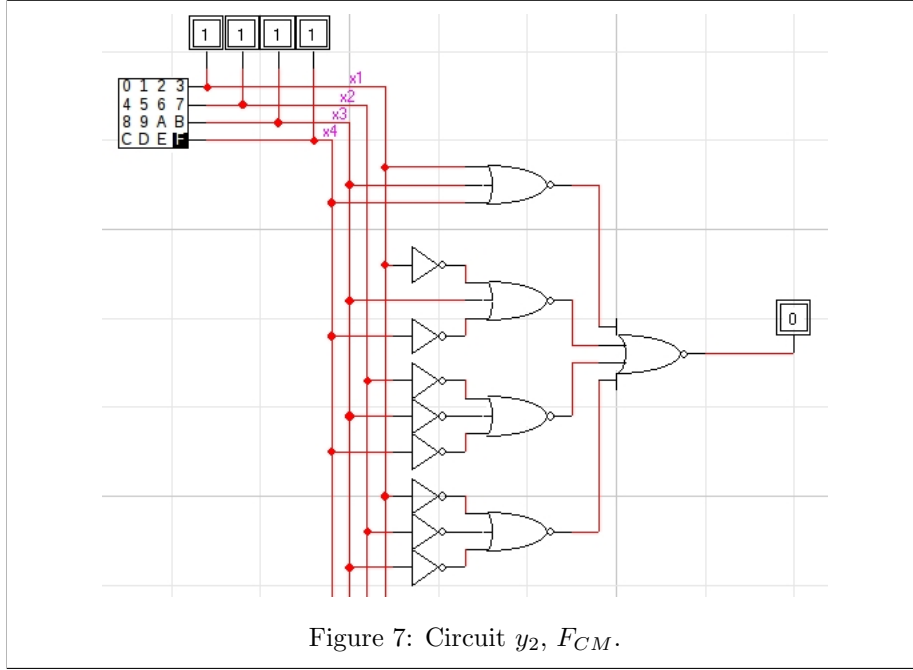 1 1 1 1
x1
0 1 2 3
x2
4 5 6 7
x3
8 9 A B
x4
C D E F
0
Figure 7: Circuit y₂, F_CM.